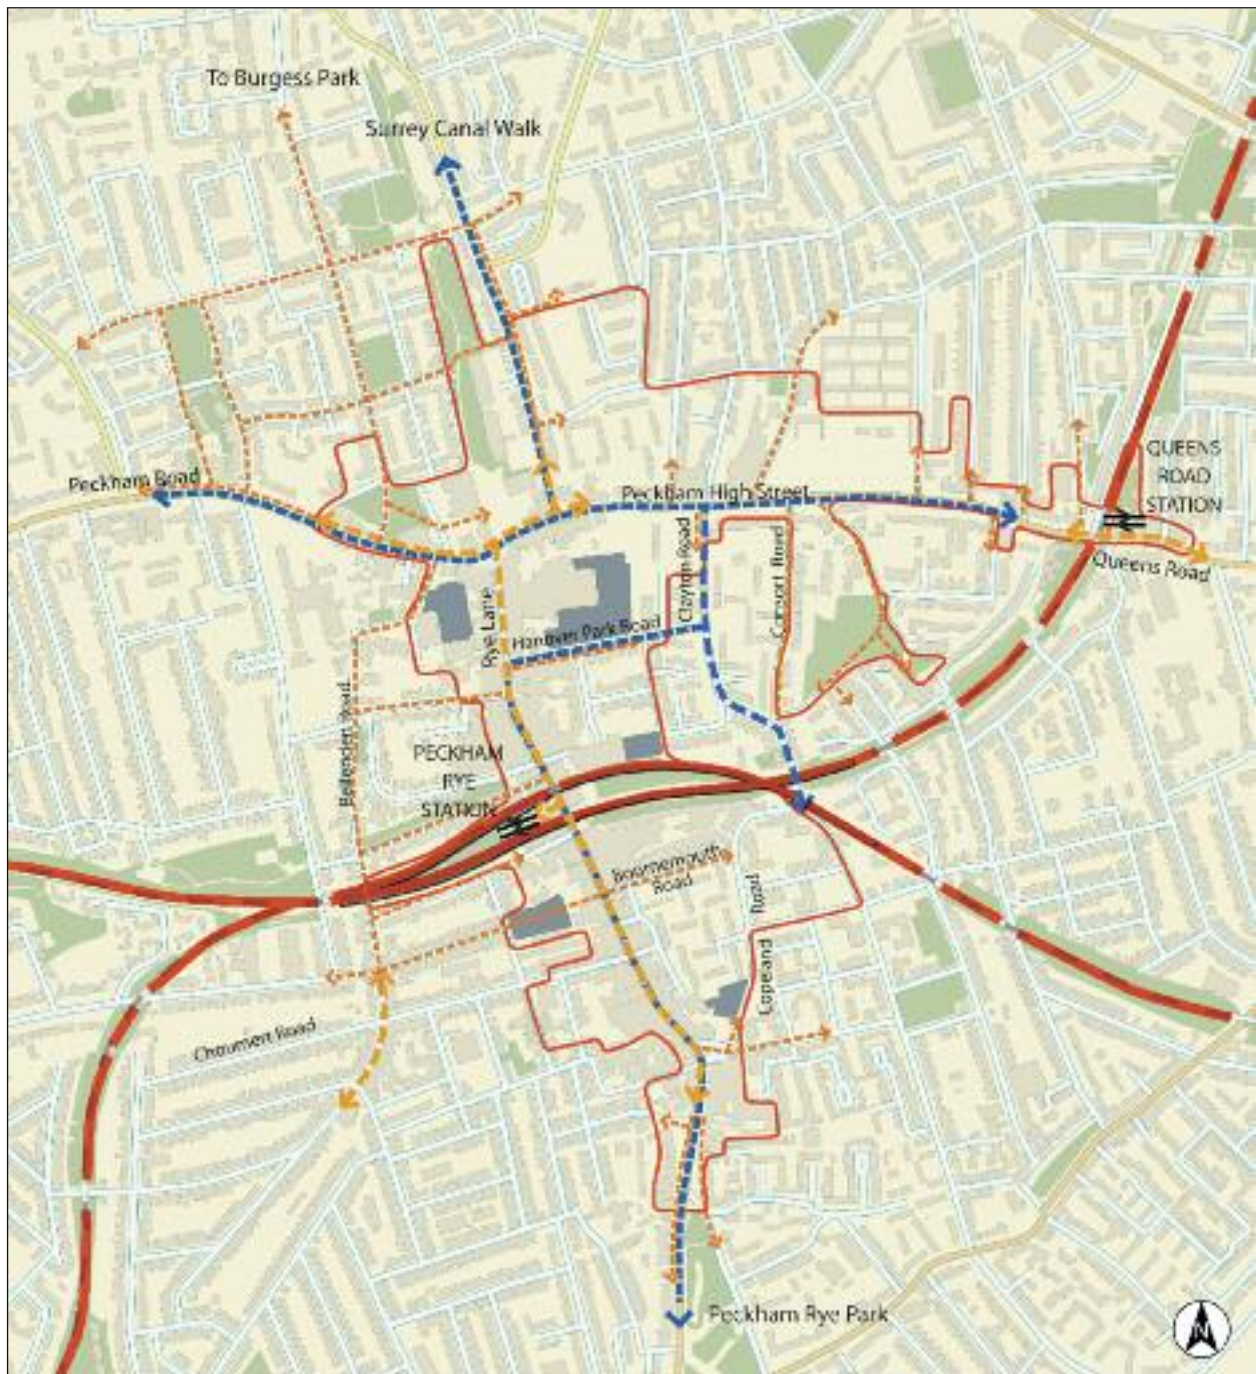 To Burgess Park
Surrey Canal Walk
Peckham Road
Peckham High Street
QUEENS
ROAD
STATION
Queens Road
Clayton Road
Consort Road
Rye Lane
Hanover Park Road
Bellenden Road
PECKHAM
RYE
STATION
Bournemouth
Road
Copeland Road
Choumert Road
Peckham Rye Park
N